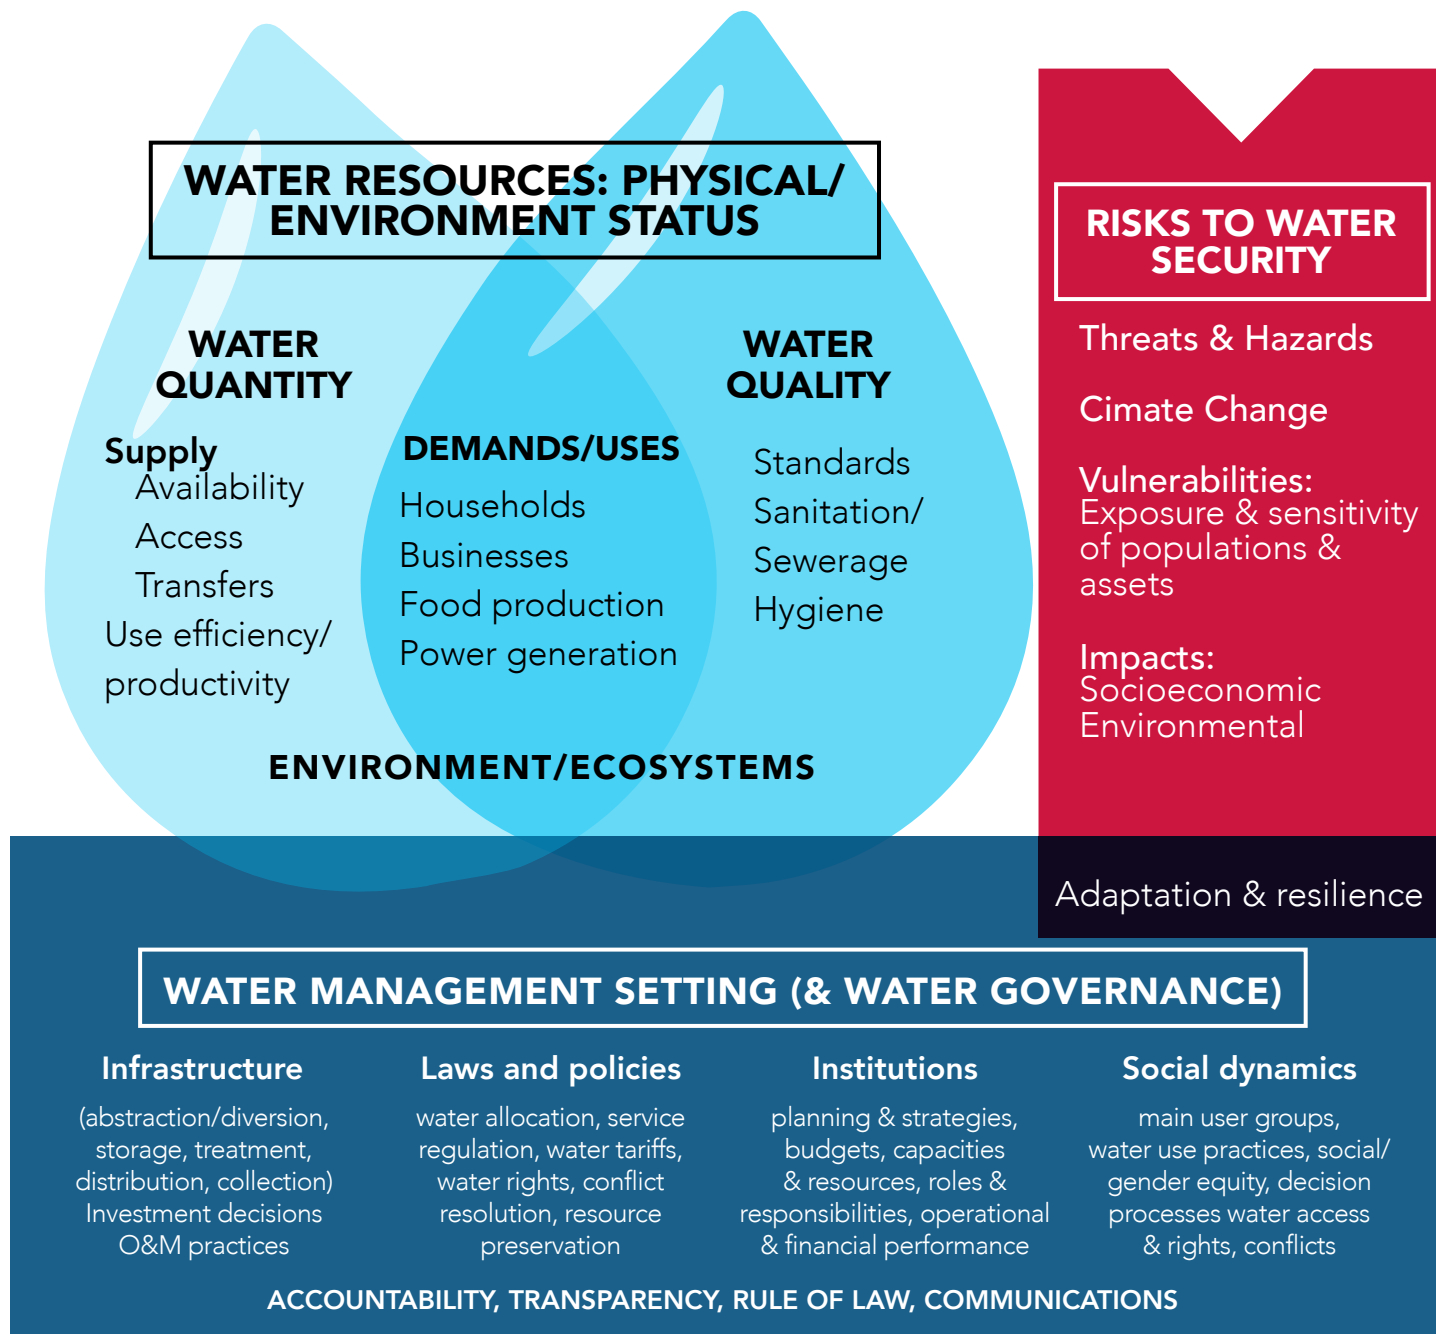 WATER RESOURCES: PHYSICAL/
ENVIRONMENT STATUS
WATER
QUANTITY
Supply
Availability
Access
Transfers
Use efficiency/
productivity
DEMANDS/USES
Households
Businesses
Food production
Power generation
WATER
QUALITY
Standards
Sanitation/
Sewerage
Hygiene
ENVIRONMENT/ECOSYSTEMS
RISKS TO WATER
SECURITY
Threats & Hazards
Cimate Change
Vulnerabilities:
Exposure & sensitivity
of populations &
assets
Impacts:
Socioeconomic
Environmental
Adaptation & resilience
WATER MANAGEMENT SETTING (& WATER GOVERNANCE)
Infrastructure
(abstraction/diversion,
storage, treatment,
distribution, collection)
Investment decisions
O&M practices
Laws and policies
water allocation, service
regulation, water tariffs,
water rights, conflict
resolution, resource
preservation
Institutions
planning & strategies,
budgets, capacities
& resources, roles &
responsibilities, operational
& financial performance
Social dynamics
main user groups,
water use practices, social/
gender equity, decision
processes water access
& rights, conflicts
ACCOUNTABILITY, TRANSPARENCY, RULE OF LAW, COMMUNICATIONS